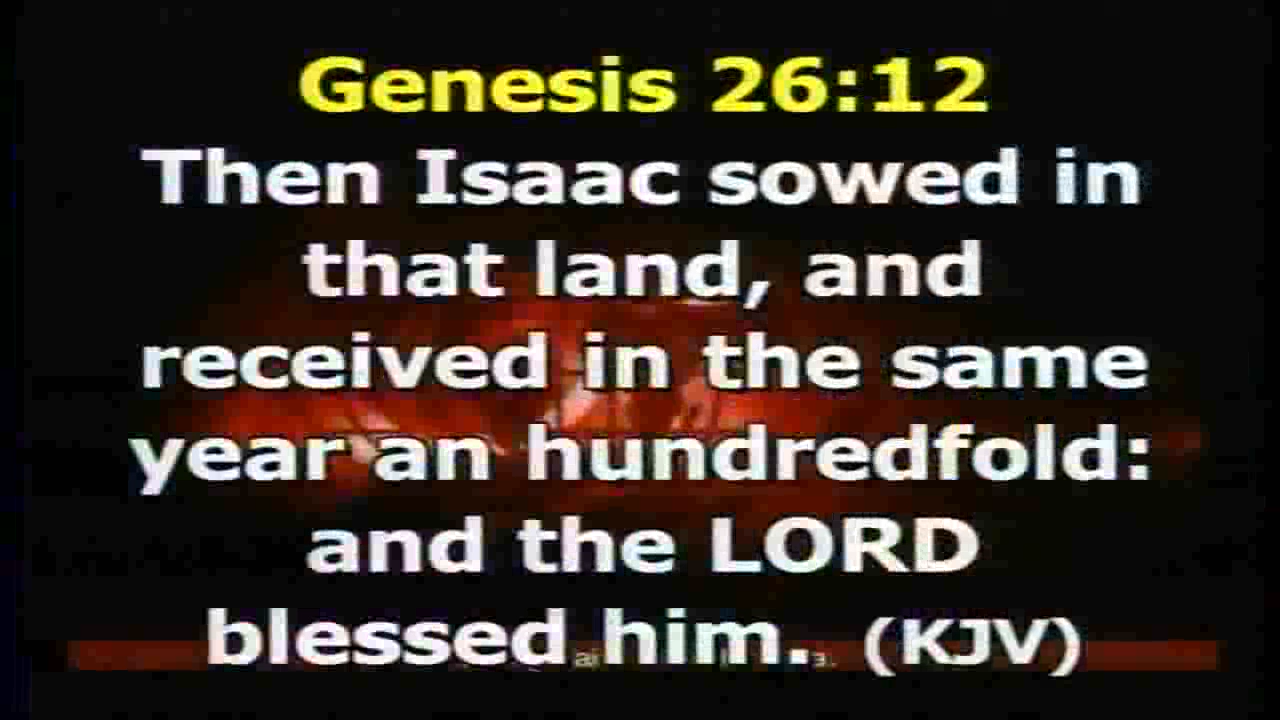 Genesis 26:12
Then Isaac sowed in
that land, and
received in the same
year an hundredfold:
and the LORD
blessed him. (KJV)